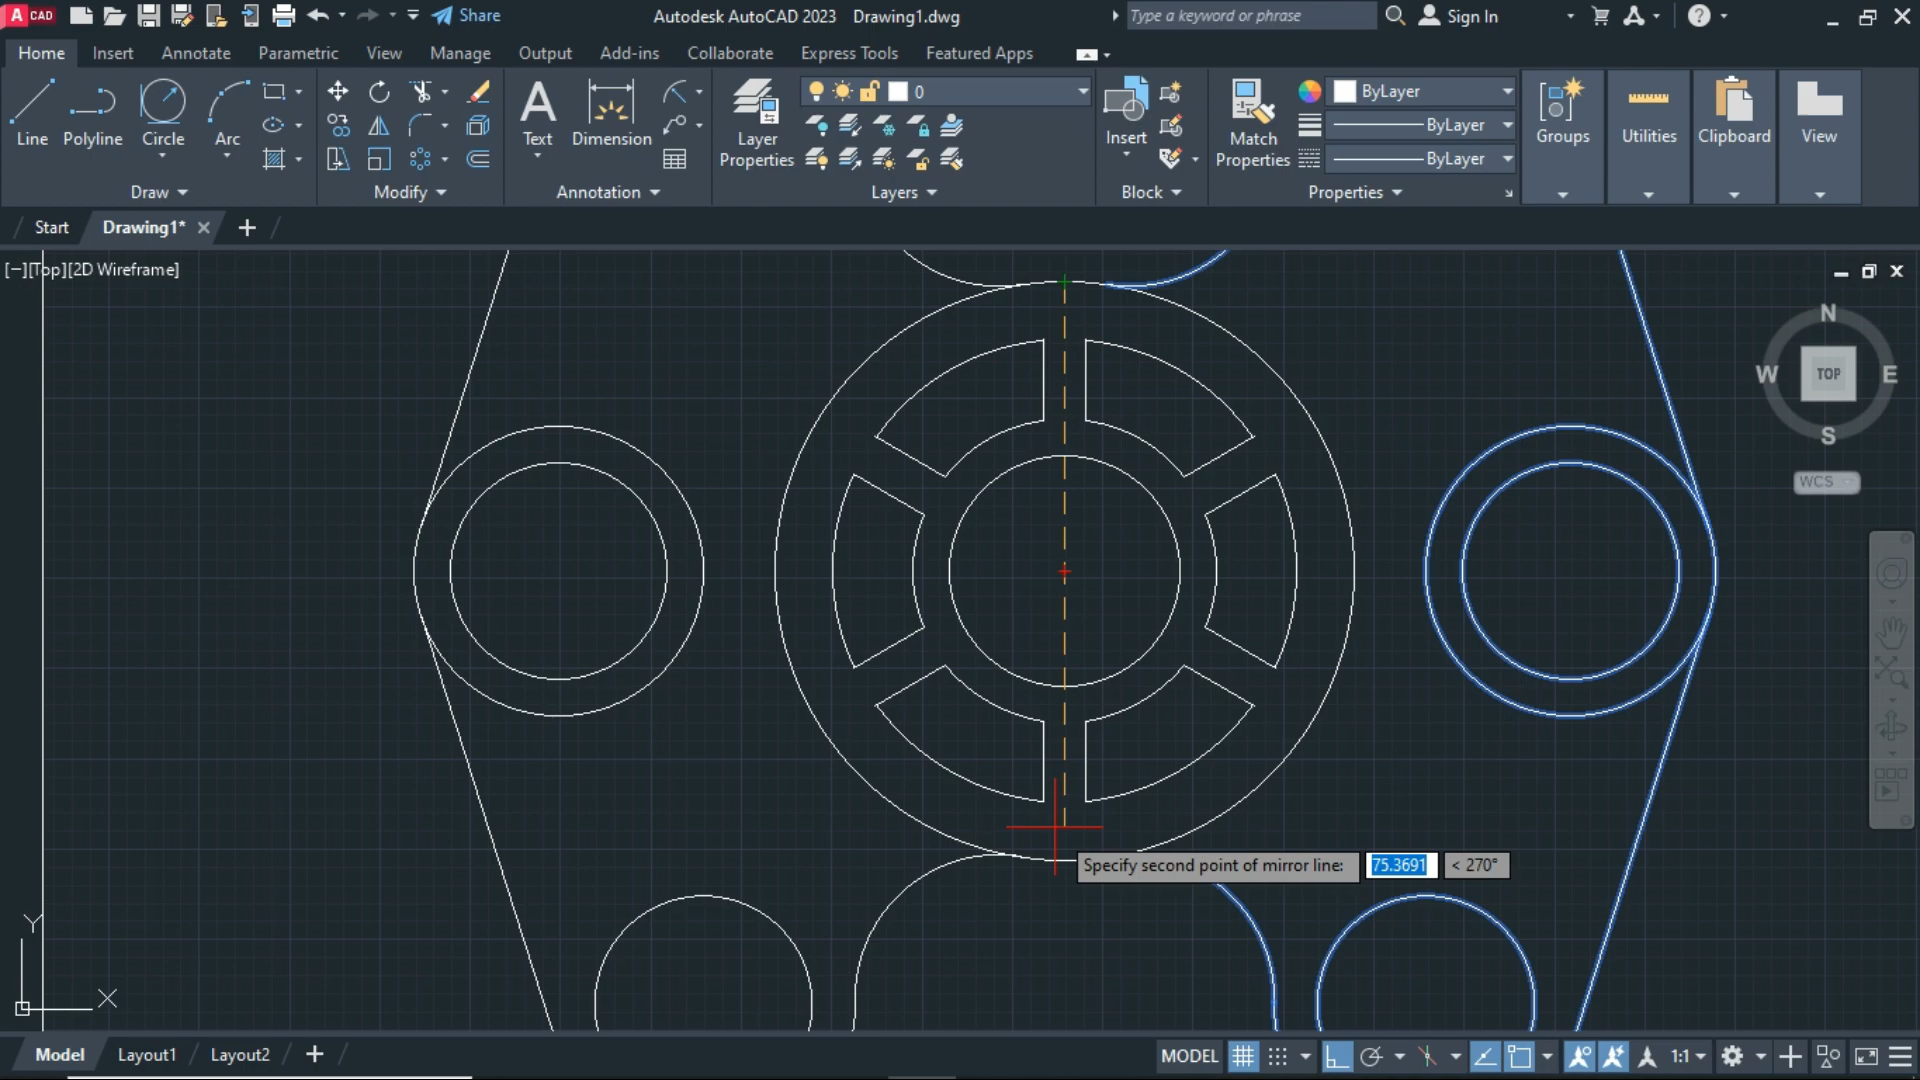 A CAD
Share
Autodesk AutoCAD 2023 Drawing1.dwg
Type a keyword or phrase
Sign In
?
Home Insert Annotate Parametric View Manage Output Add-ins Collaborate Express Tools Featured Apps
Line
Polyline
Circle
Arc
Draw
Modify
A
Text
Dimension
Annotation
Layer
Properties
0
Layers
Insert
Block
Match
Properties
ByLayer
ByLayer
ByLayer
Properties
Groups
Utilities
Clipboard
View
Start
Drawing1*
[−][Top][2D Wireframe]
N
W
TOP
E
S
WCS
Specify second point of mirror line: 75.3691 < 270°
Y
X
Model Layout1 Layout2
MODEL
1:1